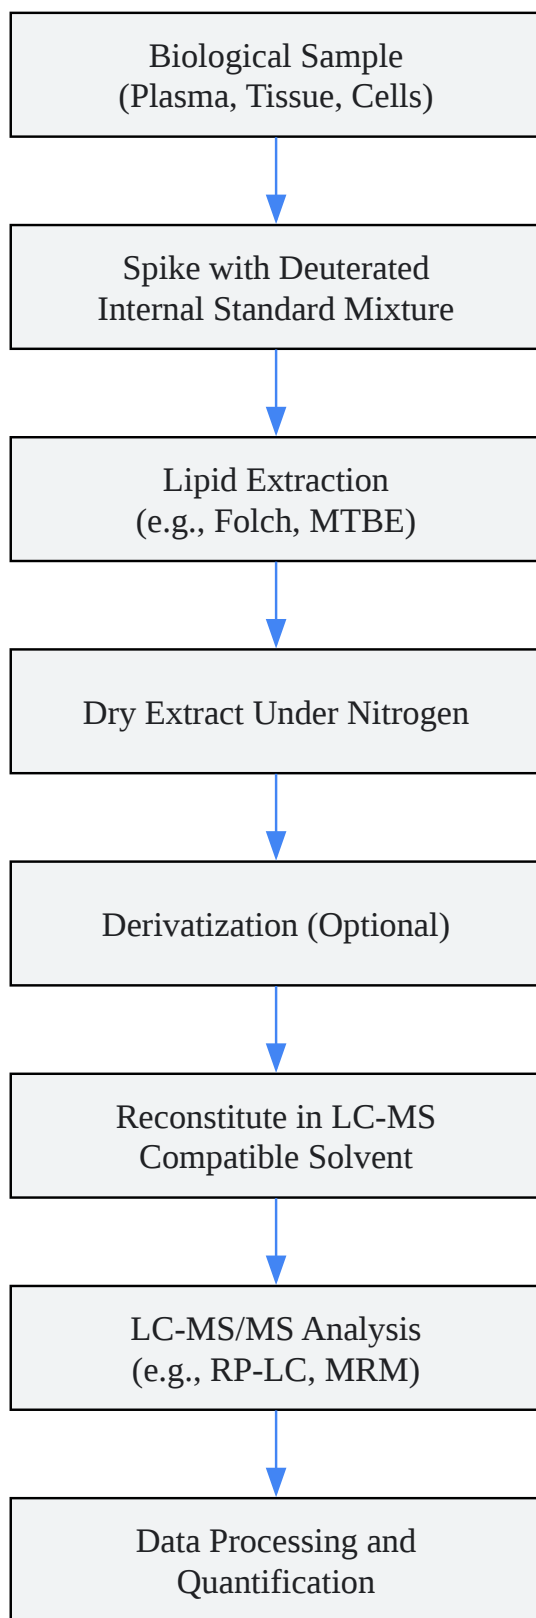 Biological Sample
(Plasma, Tissue, Cells)
Spike with Deuterated
Internal Standard Mixture
Lipid Extraction
(e.g., Folch, MTBE)
Dry Extract Under Nitrogen
Derivatization (Optional)
Reconstitute in LC-MS
Compatible Solvent
LC-MS/MS Analysis
(e.g., RP-LC, MRM)
Data Processing and
Quantification